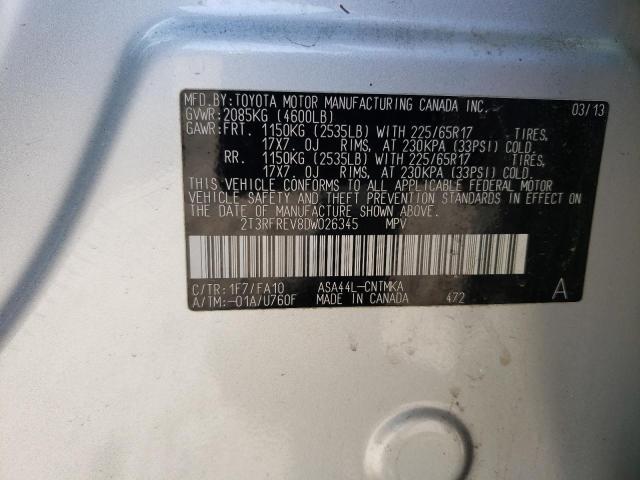 MFD.BY:TOYOTA MOTOR MANUFACTURING CANADA INC. 03/13
GVWR:2085KG (4600LB)
GAWR:FRT. 1150KG (2535LB) WITH 225/65R17 TIRES,
17X7.0J RIMS, AT 230KPA (33PSI) COLD.
RR. 1150KG (2535LB) WITH 225/65R17 TIRES,
17X7.0J RIMS, AT 230KPA (33PSI) COLD.
THIS VEHICLE CONFORMS TO ALL APPLICABLE FEDERAL MOTOR
VEHICLE SAFETY AND THEFT PREVENTION STANDARDS IN EFFECT ON
THE DATE OF MANUFACTURE SHOWN ABOVE.
2T3RFREV8DW026345 MPV
C/TR:1F7/FA10 ASA44L-CNTMKA
A/TM:-01A/U760F MADE IN CANADA 472 A